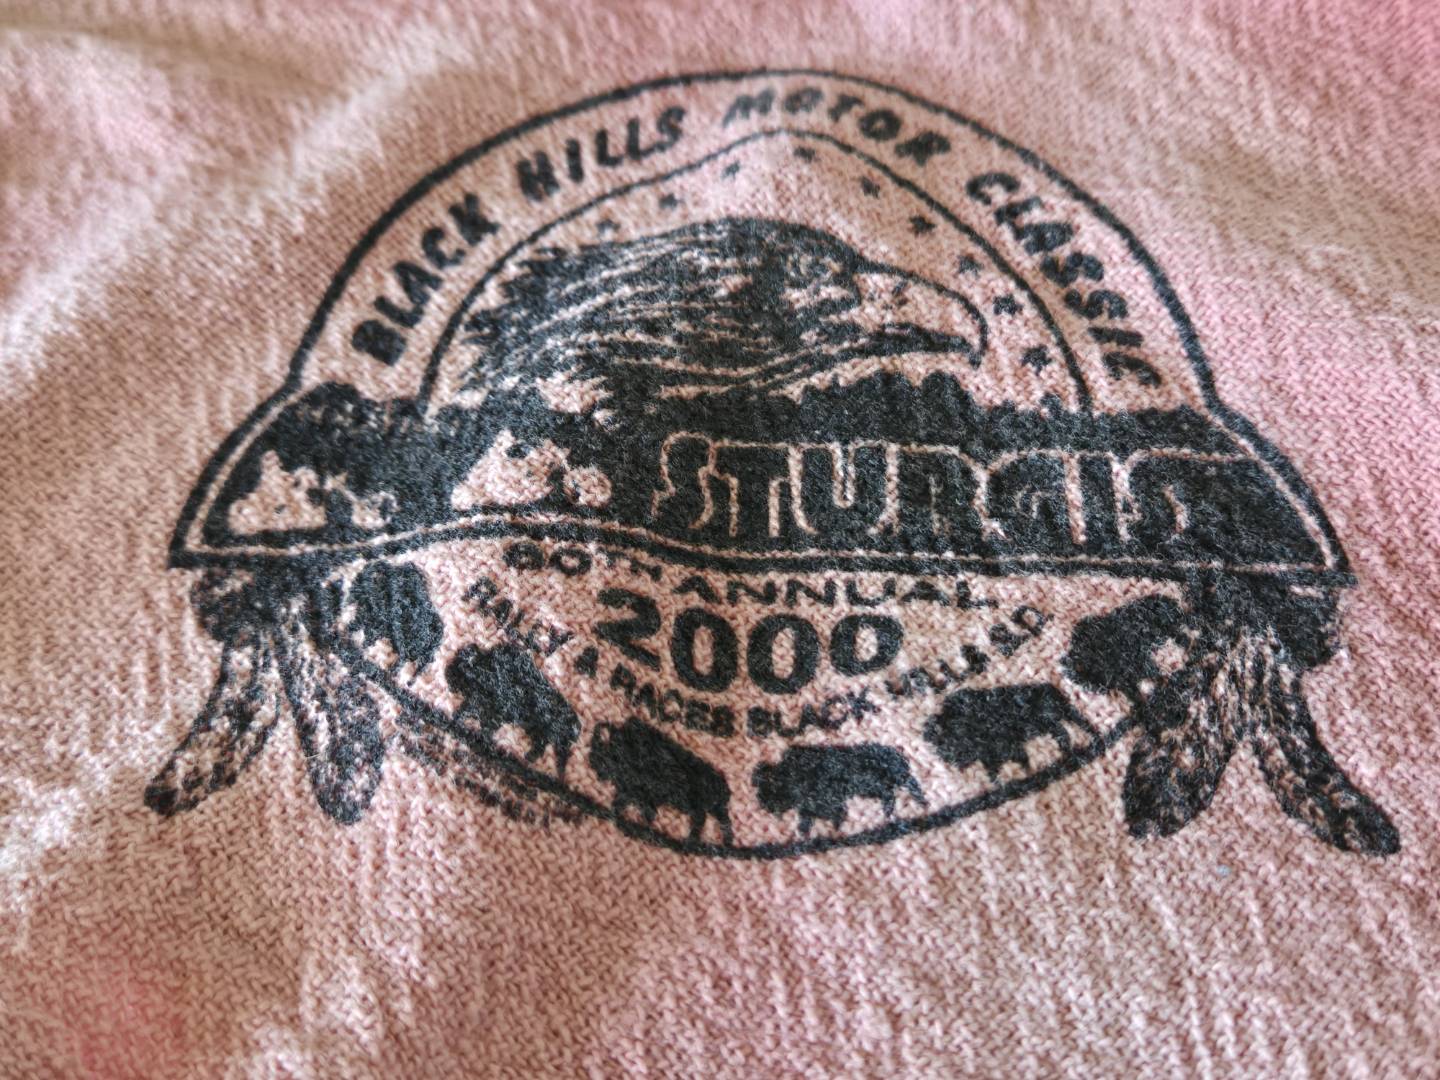 BLACK HILLS MOTOR CLASSIC
STURGIS
60TH ANNUAL
2000
RALLY & RACES BLACK HILLS S.D.